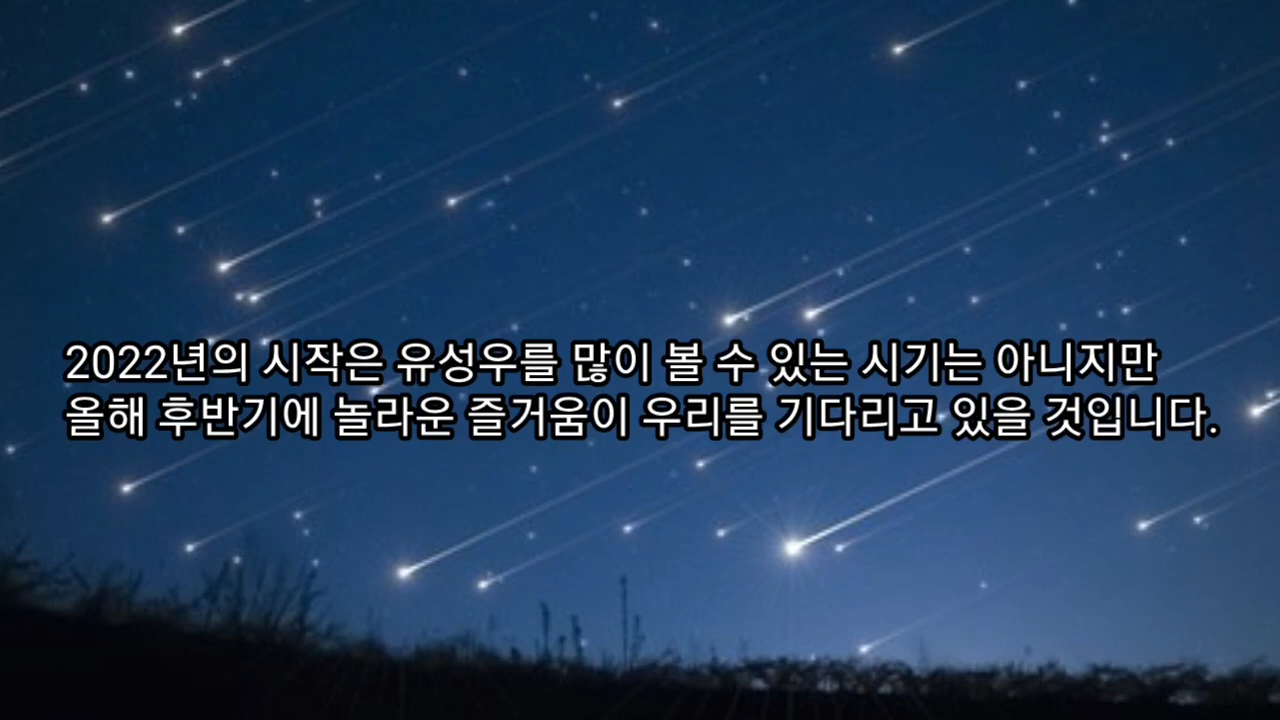 2022년의 시작은 유성우를 많이 볼 수 있는 시기는 아니지만
올해 후반기에 놀라운 즐거움이 우리를 기다리고 있을 것입니다.